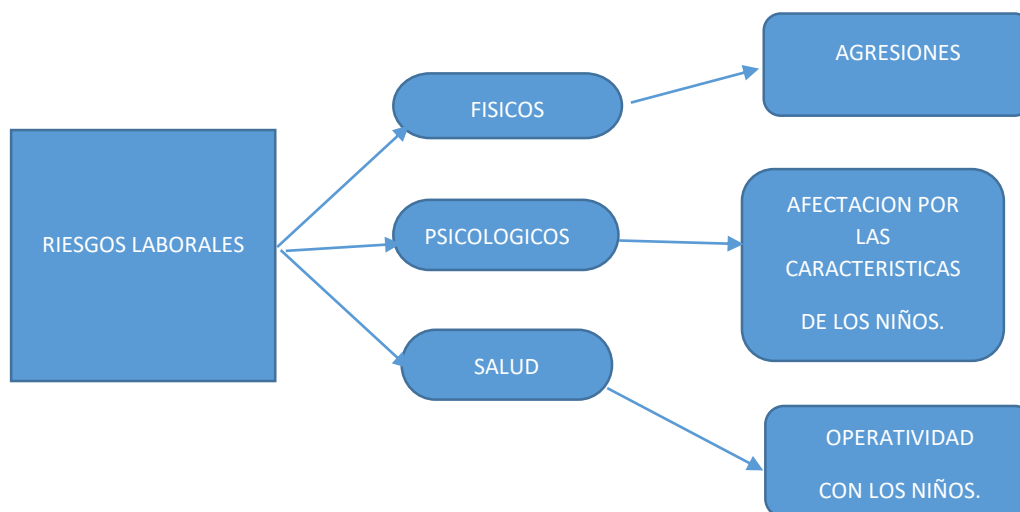 RIESGOS LABORALES
FISICOS
AGRESIONES
PSICOLOGICOS
AFECTACION POR
LAS
CARACTERISTICAS
DE LOS NIÑOS.
SALUD
OPERATIVIDAD
CON LOS NIÑOS.